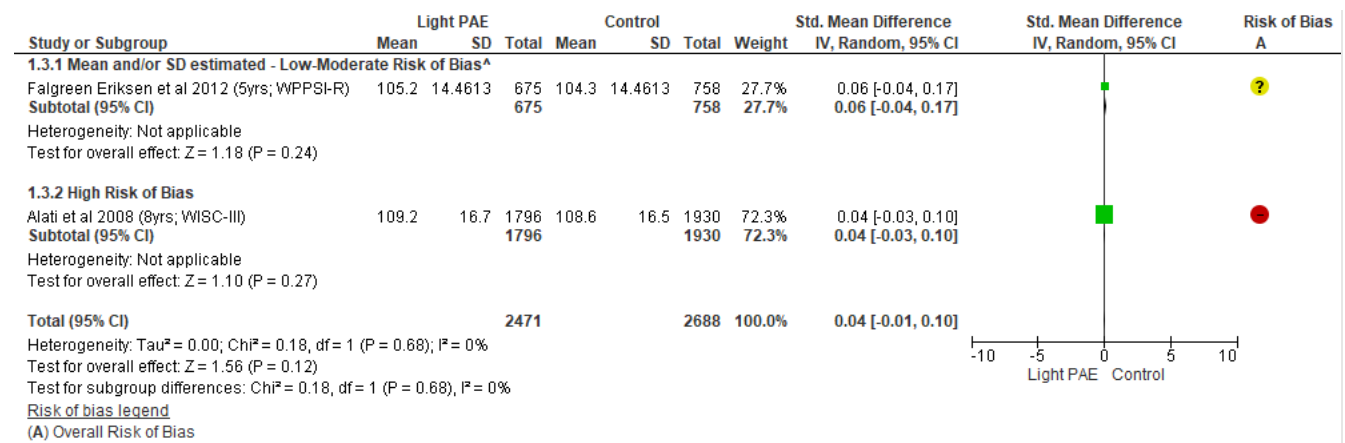 Light PAE Control Std. Mean Difference Std. Mean Difference Risk of Bias
Study or Subgroup Mean SD Total Mean SD Total Weight IV, Random, 95% CI IV, Random, 95% CI A
1.3.1 Mean and/or SD estimated - Low-Moderate Risk of Bias^
Falgreen Eriksen et al 2012 (5yrs; WPPSI-R) 105.2 14.4613 675 104.3 14.4613 758 27.7% 0.06 [-0.04, 0.17] ?
Subtotal (95% CI) 675 758 27.7% 0.06 [-0.04, 0.17]
Heterogeneity: Not applicable
Test for overall effect: Z = 1.18 (P = 0.24)
1.3.2 High Risk of Bias
Alati et al 2008 (8yrs; WISC-III) 109.2 16.7 1796 108.6 16.5 1930 72.3% 0.04 [-0.03, 0.10] -
Subtotal (95% CI) 1796 1930 72.3% 0.04 [-0.03, 0.10]
Heterogeneity: Not applicable
Test for overall effect: Z = 1.10 (P = 0.27)
Total (95% CI) 2471 2688 100.0% 0.04 [-0.01, 0.10]
Heterogeneity: Tau² = 0.00; Chi² = 0.18, df = 1 (P = 0.68); I² = 0%
Test for overall effect: Z = 1.56 (P = 0.12)
Test for subgroup differences: Chi² = 0.18, df = 1 (P = 0.68), I² = 0%
-10 -5 0 5 10
Light PAE Control
Risk of bias legend
(A) Overall Risk of Bias